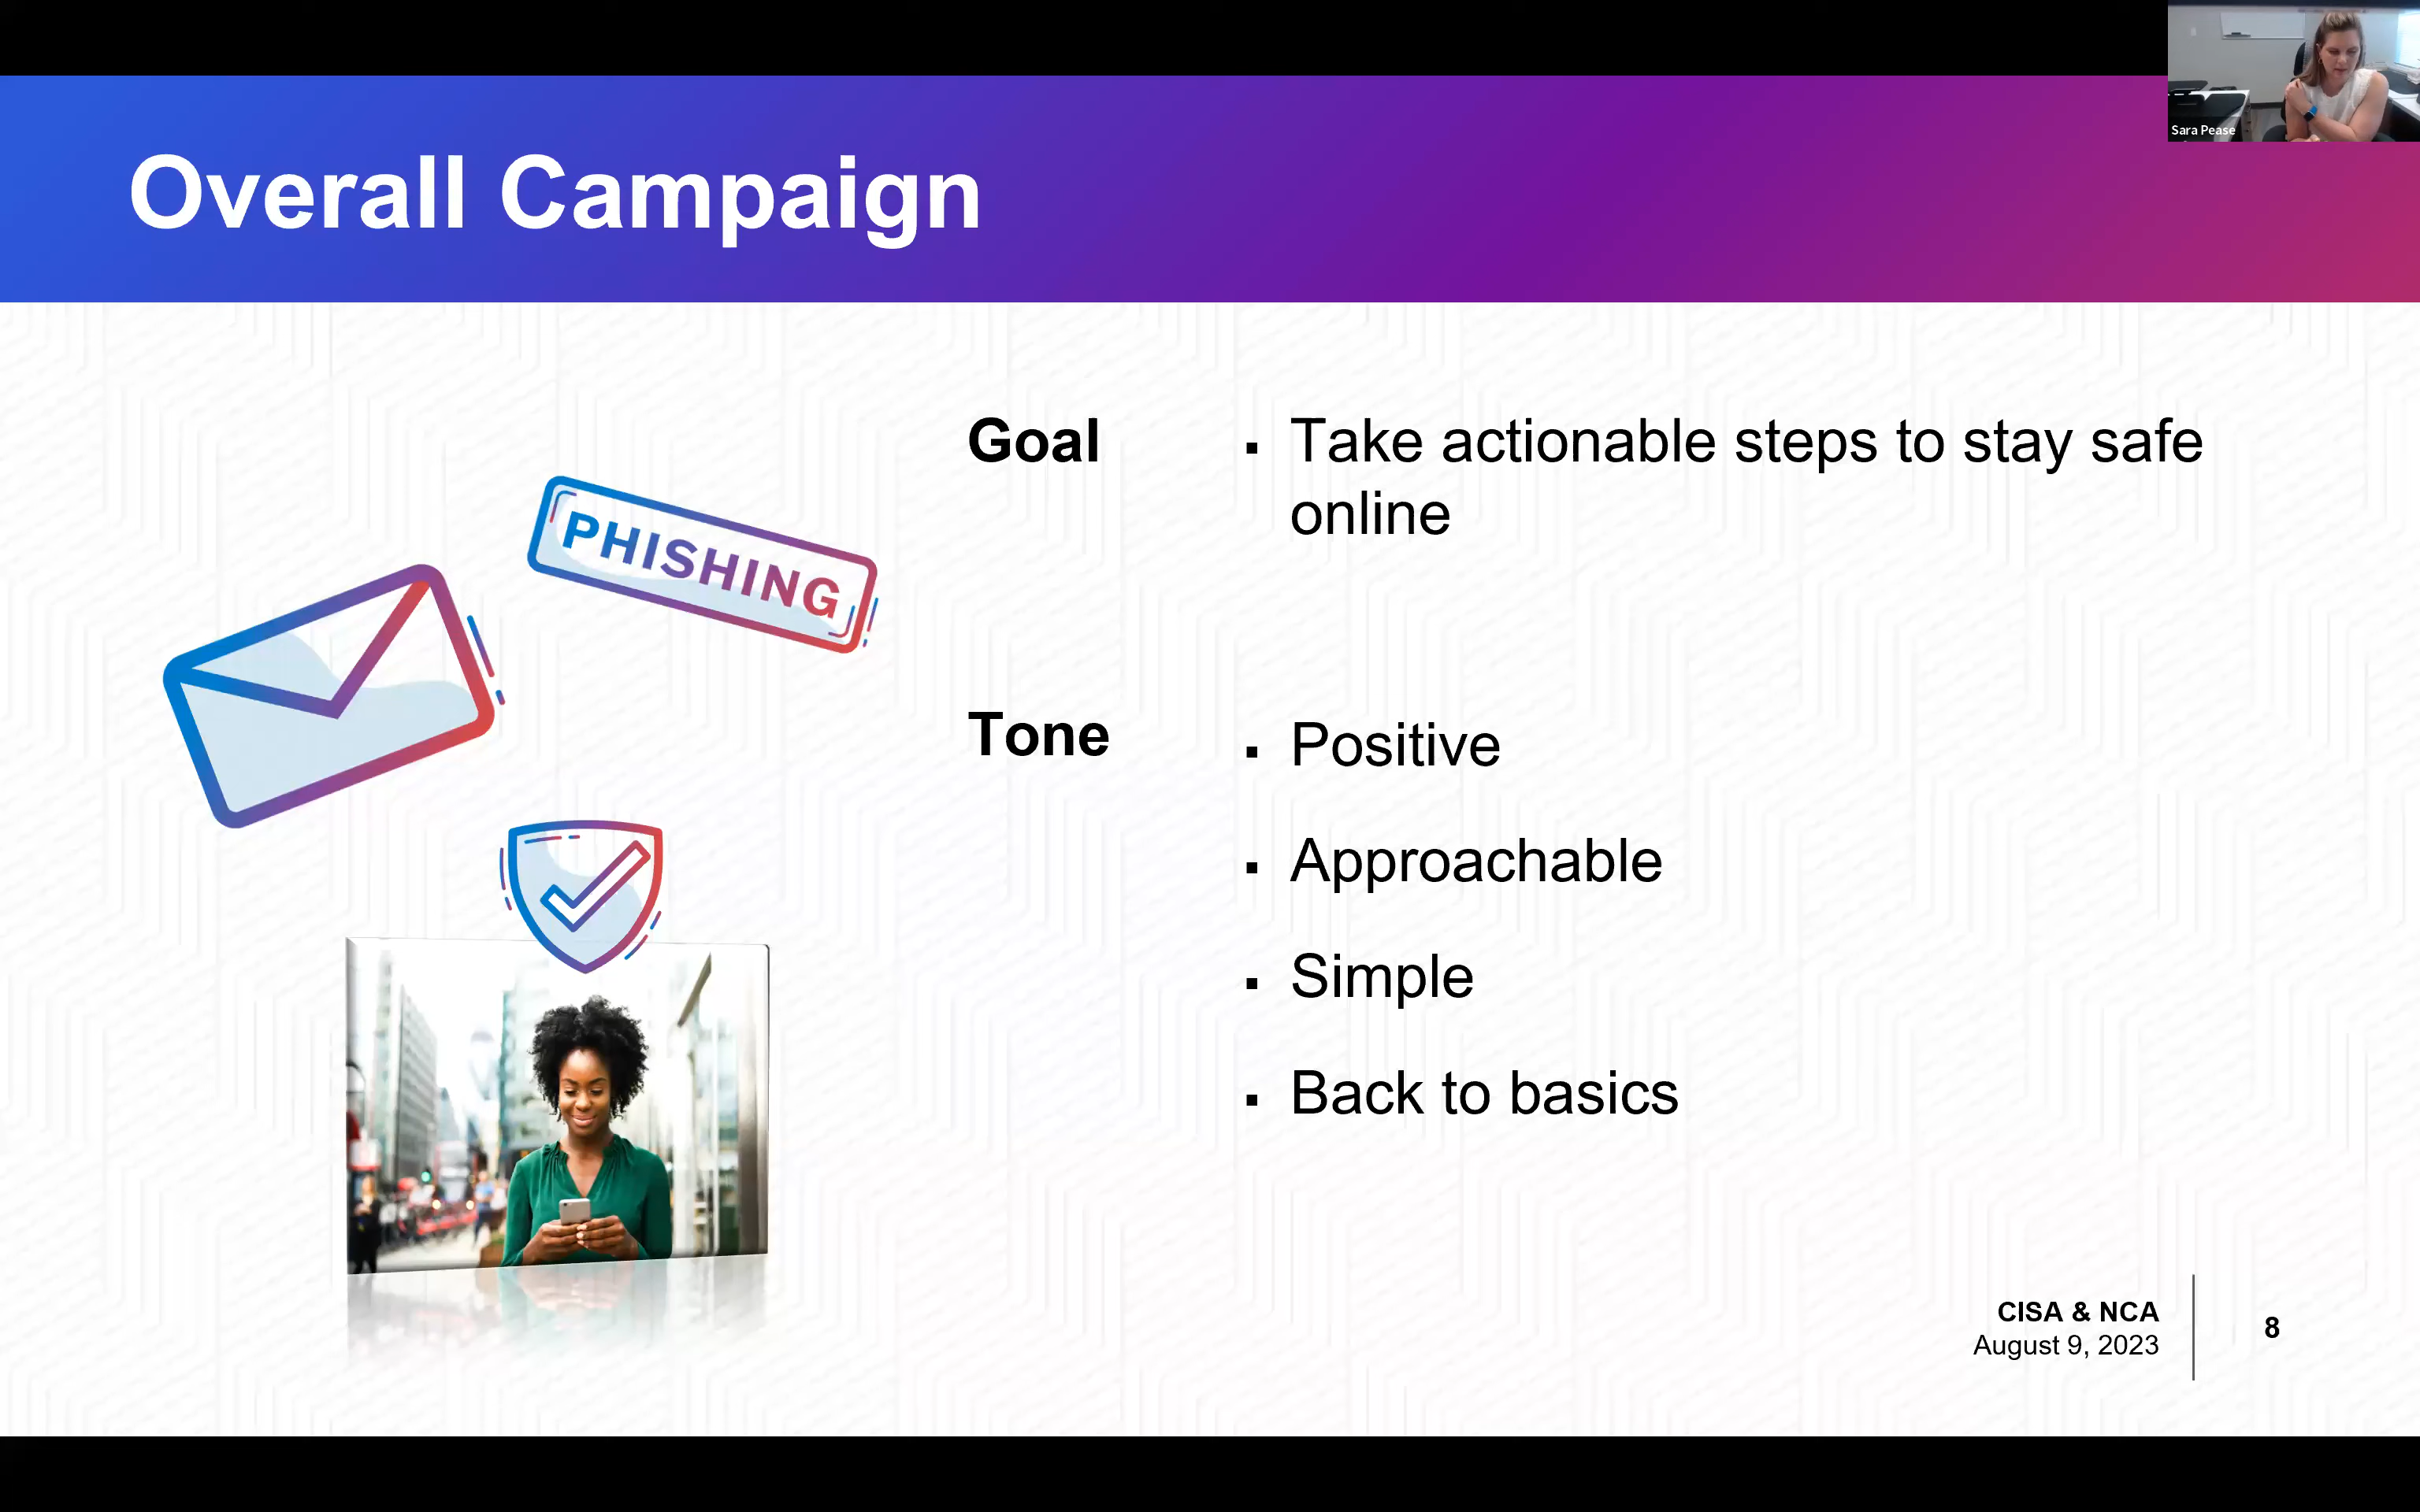 Sara Pease
Overall Campaign
PHISHING
Goal
▪ Take actionable steps to stay safe
online
Tone
▪ Positive
▪ Approachable
▪ Simple
▪ Back to basics
CISA & NCA
August 9, 2023
8